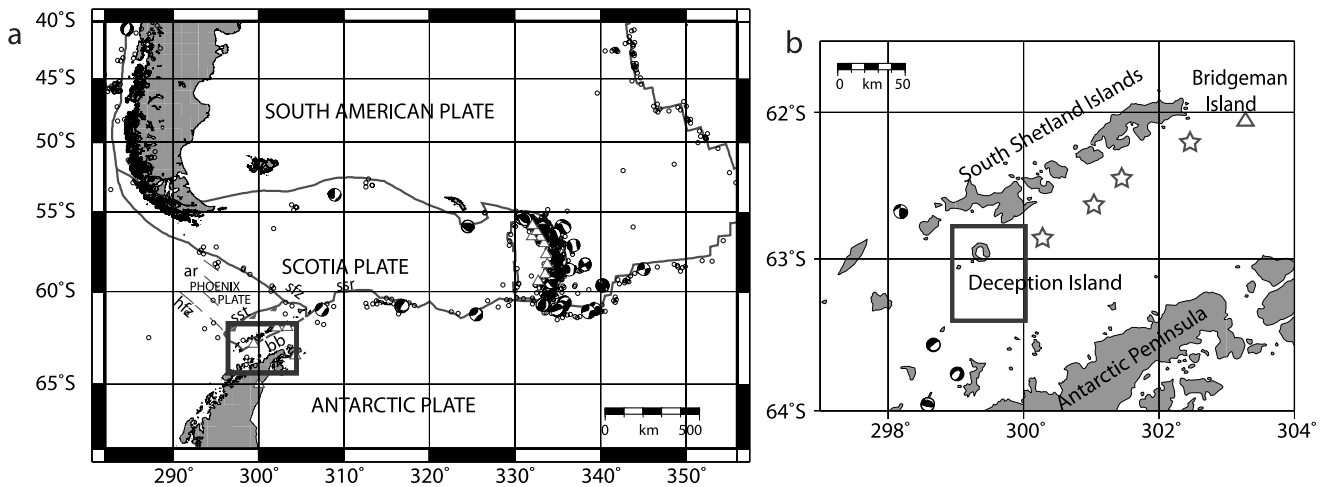 a
40°S
45°S
50°S
55°S
60°S
65°S
SOUTH AMERICAN PLATE
SCOTIA PLATE
ssr
sfz
ar
PHOENIX
PLATE
hfz
sst
bb
ANTARCTIC PLATE
0 km 500
290° 300° 310° 320° 330° 340° 350°
b
0 km 50
South Shetland Islands
Bridgeman
Island
62°S
63°S
64°S
Deception Island
Antarctic Peninsula
298° 300° 302° 304°